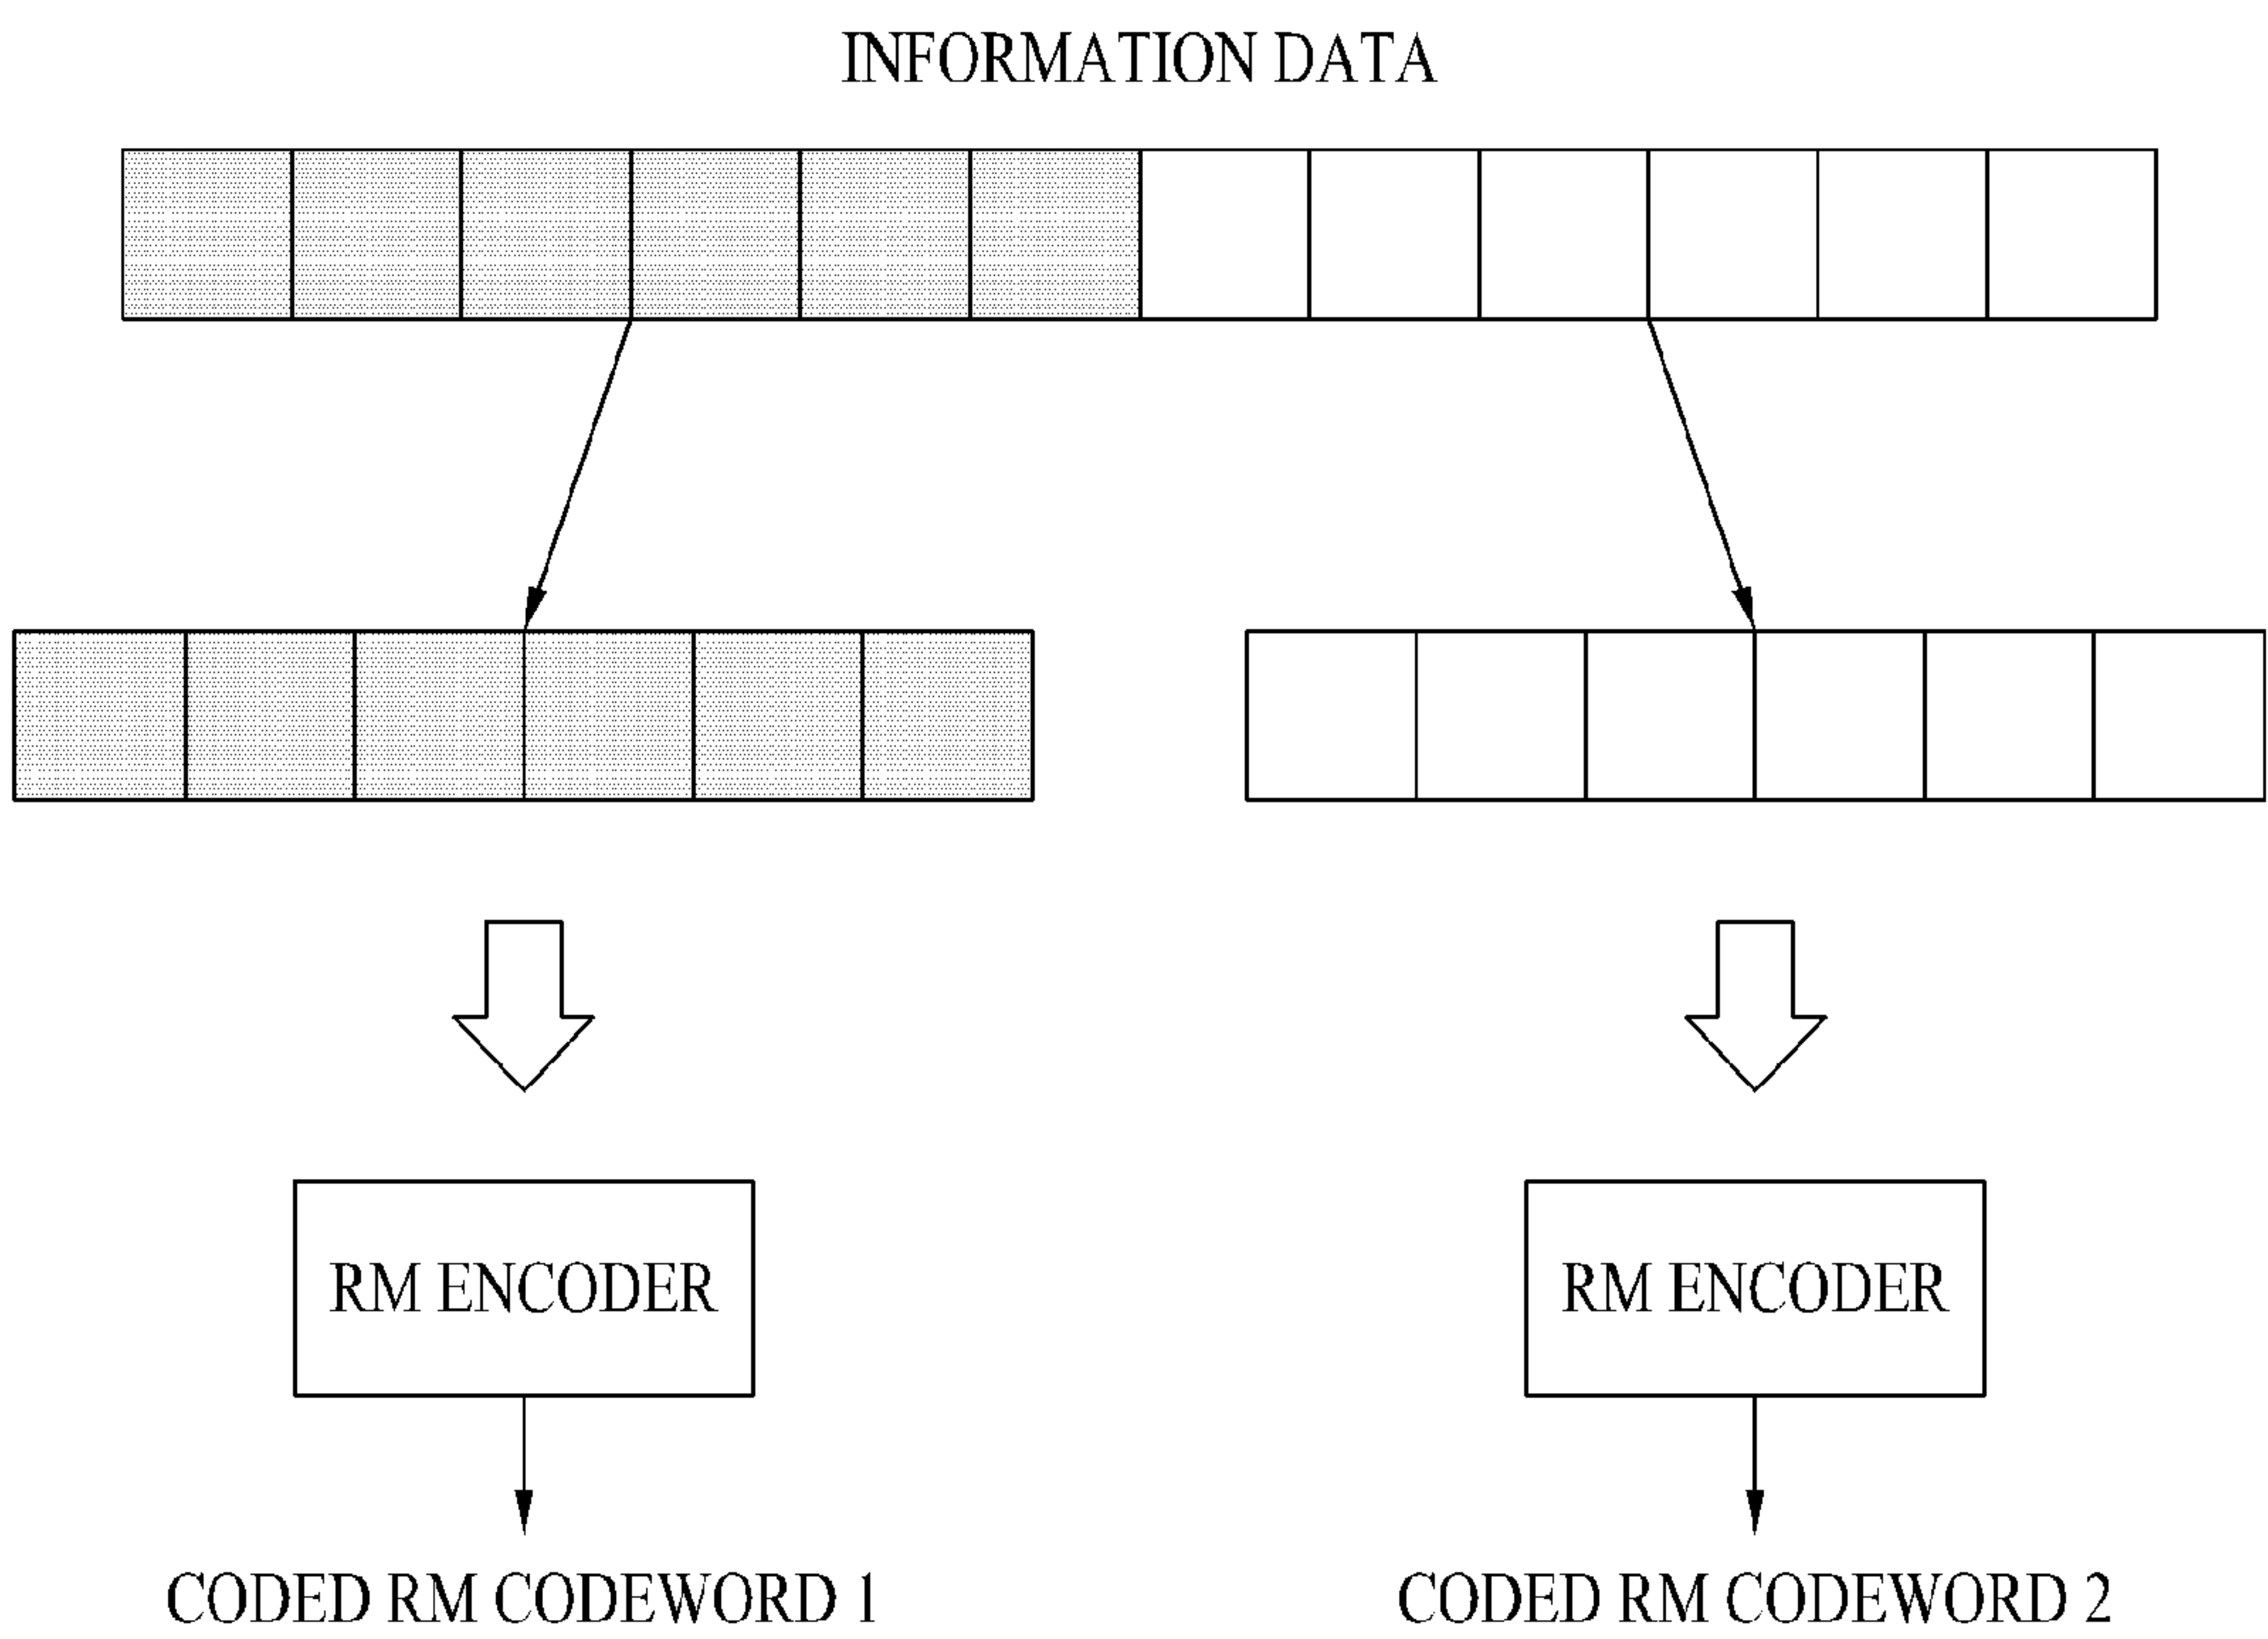 INFORMATION DATA
RM ENCODER
RM ENCODER
CODED RM CODEWORD 1
CODED RM CODEWORD 2